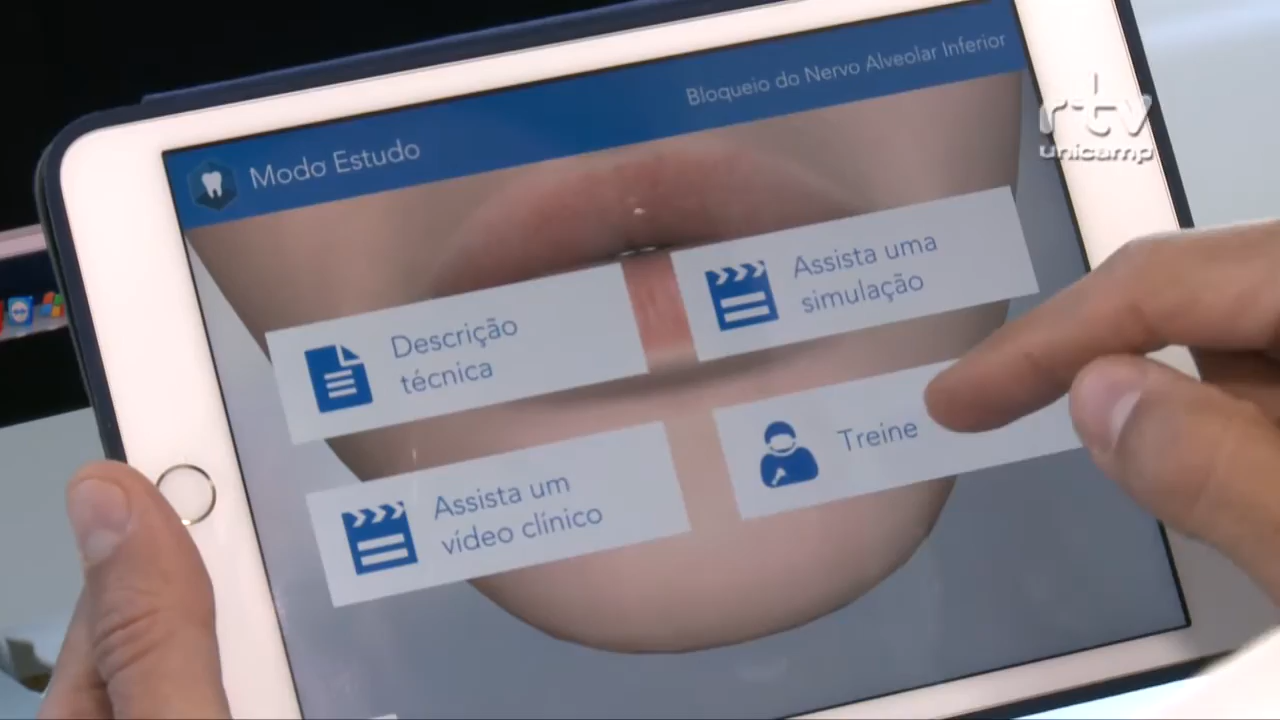 Modo Estudo
Bloqueio do Nervo Alveolar Inferior
rtv
unicamp
Descrição
técnica
Assista uma
simulação
Assista um
vídeo clínico
Treine